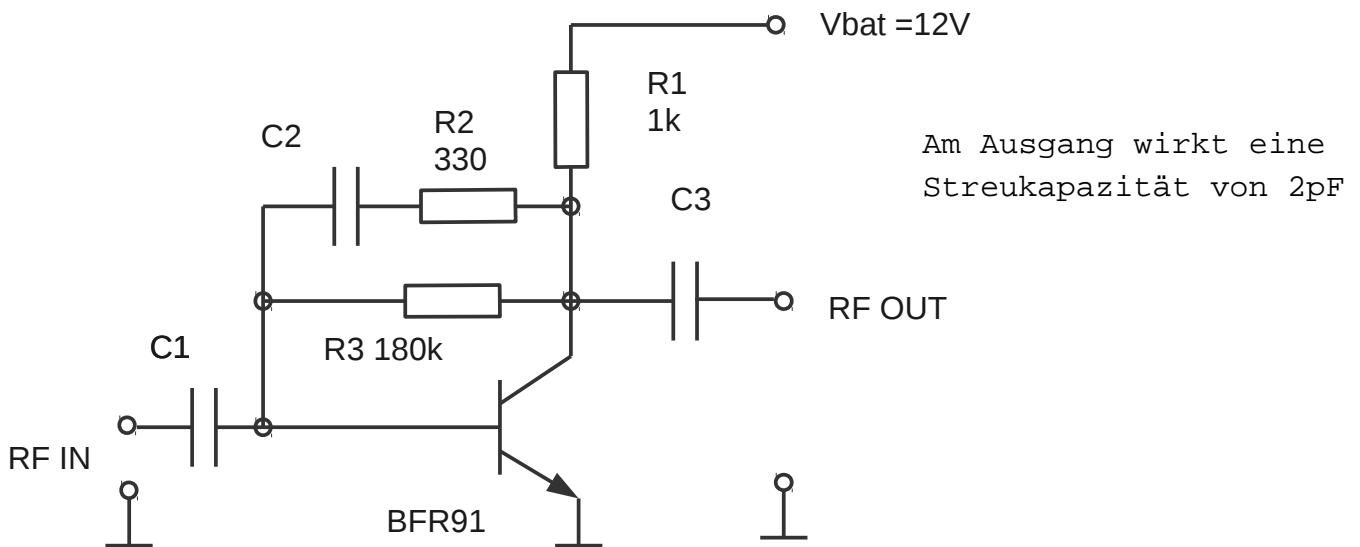 Vbat =12V
R1
1k
C2
R2
330
Am Ausgang wirkt eine
Streukapazität von 2pF
C3
RF OUT
C1
R3 180k
RF IN
BFR91